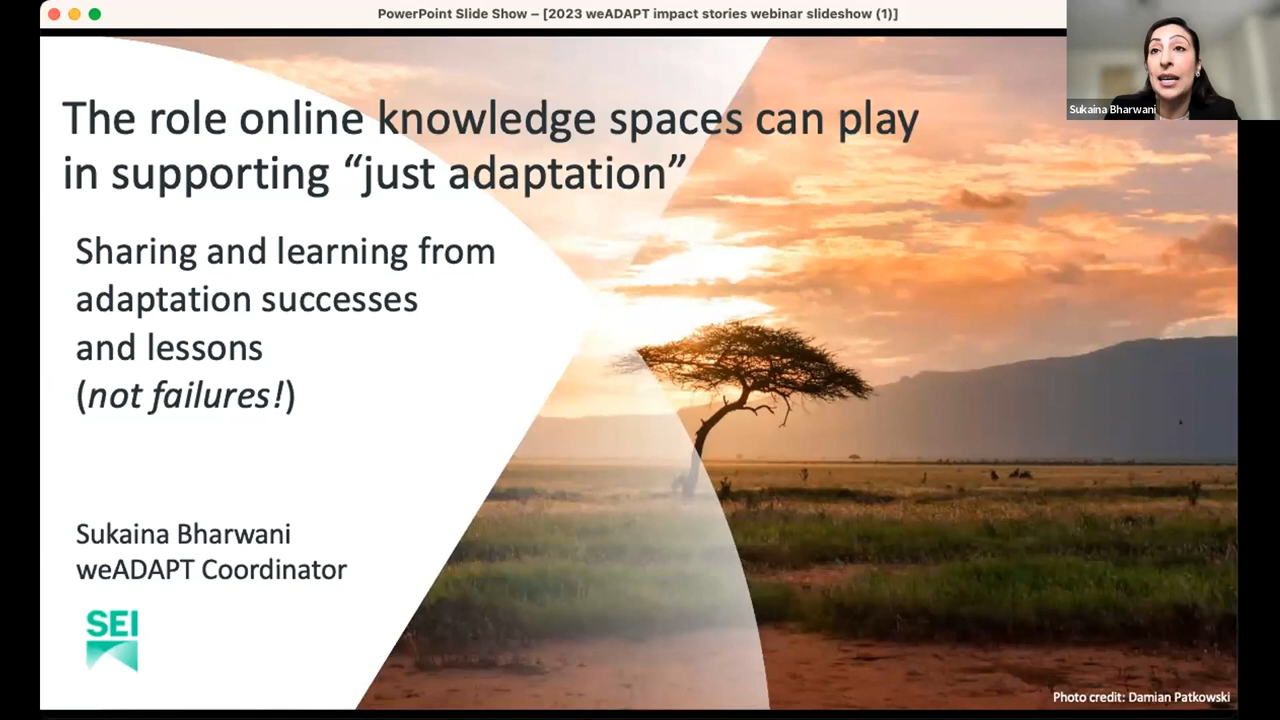 PowerPoint Slide Show – [2023 weADAPT impact stories webinar slideshow (1)]
Sukaina Bharwani
The role online knowledge spaces can play
in supporting “just adaptation”
Sharing and learning from
adaptation successes
and lessons
(not failures!)
Sukaina Bharwani
weADAPT Coordinator
SEI
Photo credit: Damian Patkowski